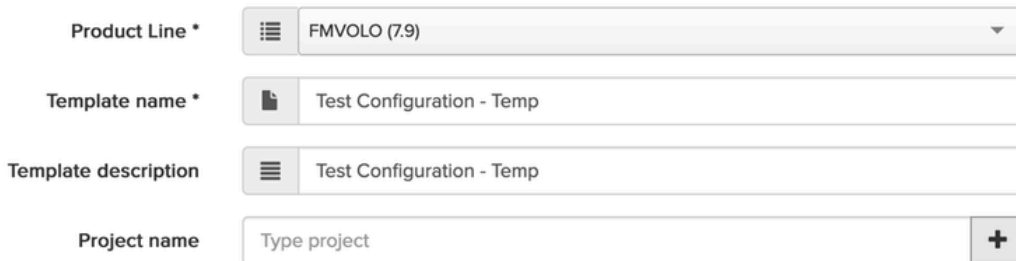 Product Line * FMVOLO (7.9)
Template name * Test Configuration - Temp
Template description Test Configuration - Temp
Project name Type project